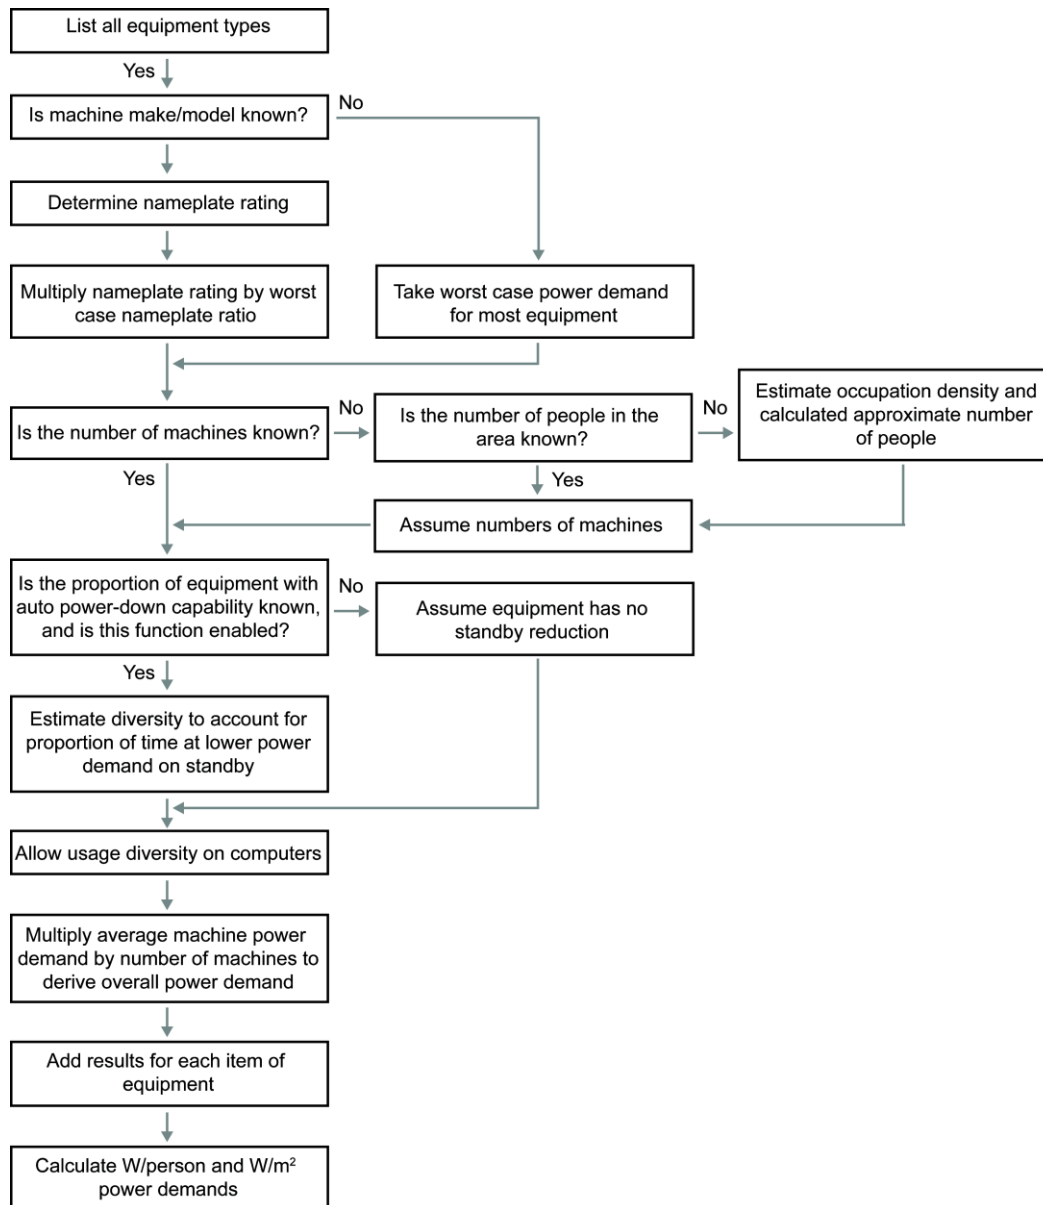 List all equipment types
Yes
No
Is machine make/model known?
Determine nameplate rating
Multiply nameplate rating by worst
case nameplate ratio
Take worst case power demand
for most equipment
Is the number of machines known?
No
Is the number of people in the
area known?
No
Estimate occupation density and
calculated approximate number
of people
Yes
Yes
Assume numbers of machines
Is the proportion of equipment with
auto power-down capability known,
and is this function enabled?
No
Assume equipment has no
standby reduction
Yes
Estimate diversity to account for
proportion of time at lower power
demand on standby
Allow usage diversity on computers
Multiply average machine power
demand by number of machines to
derive overall power demand
Add results for each item of
equipment
Calculate W/person and W/m²
power demands